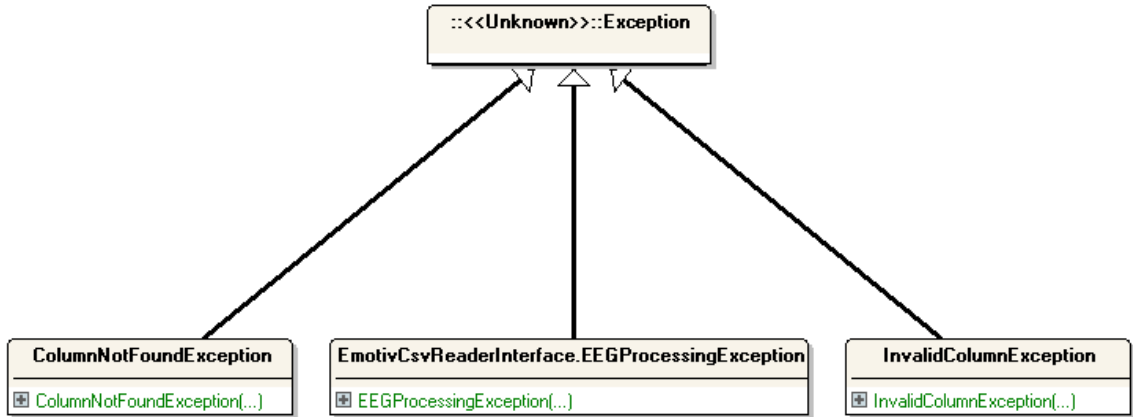 ::<<Unknown>>::Exception
ColumnNotFoundException
ColumnNotFoundException(...)
EmotivCsvReaderInterface.EEGProcessingException
EEGProcessingException(...)
InvalidColumnException
InvalidColumnException(...)